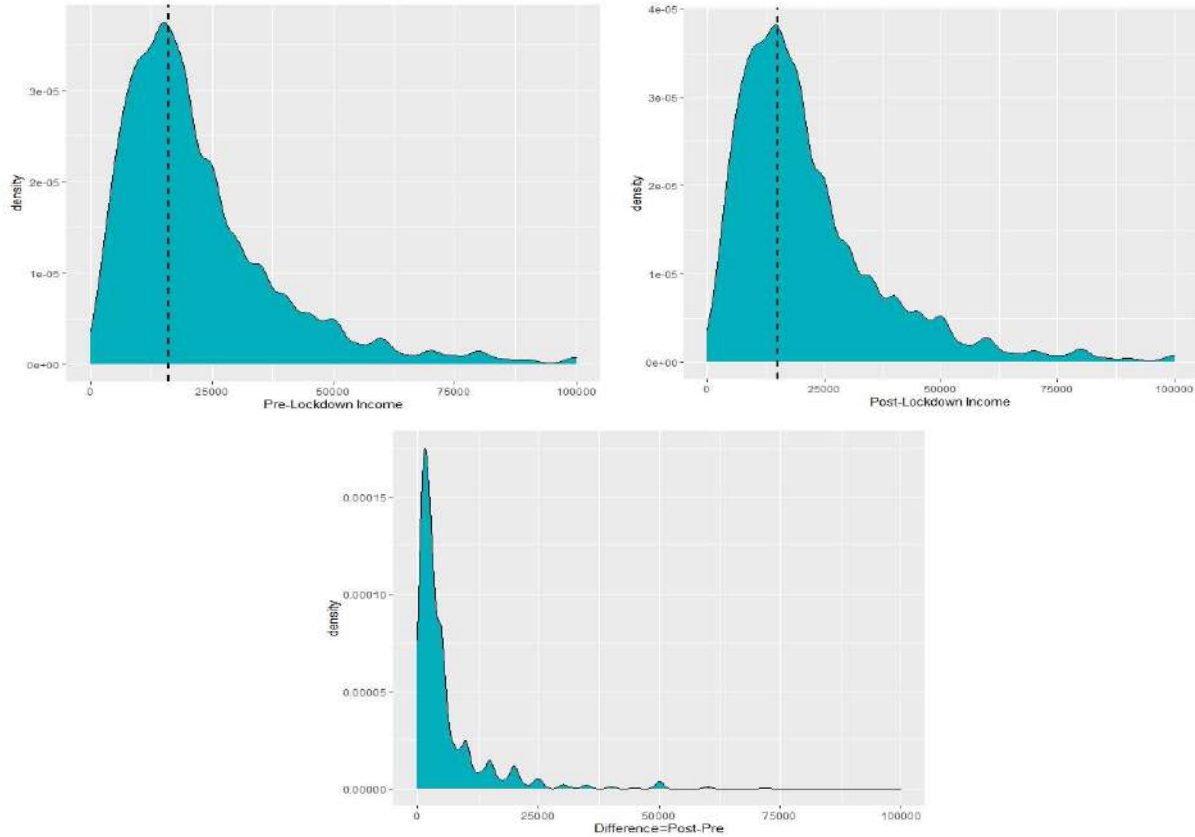 density
3e-05
2e-05
1e-05
0e+00
0 25000 50000 75000 100000
Pre-Lockdown Income
density
4e-05
3e-05
2e-05
1e-05
0e+00
0 25000 50000 75000 100000
Post-Lockdown Income
density
0.00015
0.00010
0.00005
0.00000
0 25000 50000 75000 100000
Difference=Post-Pre